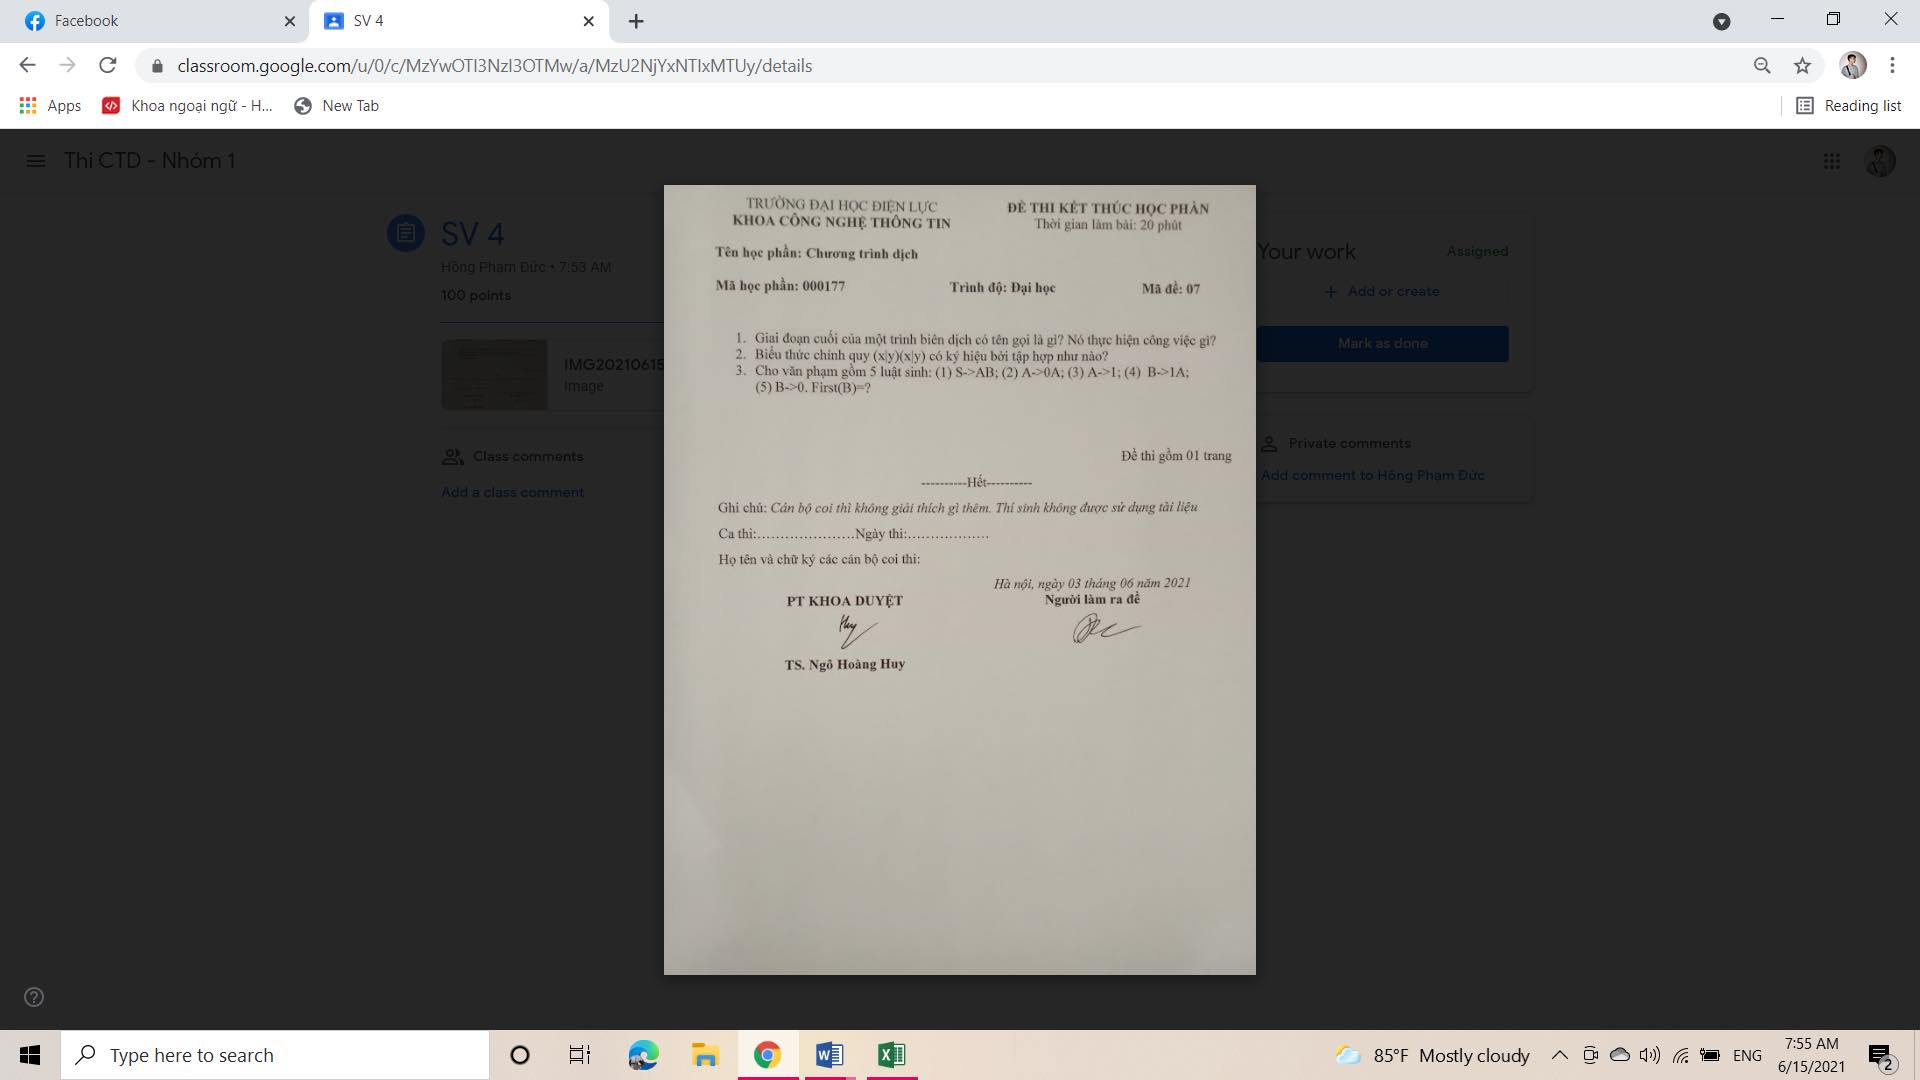 Facebook
SV 4
classroom.google.com/u/0/c/MzYwOTI3NzI3OTMw/a/MzU2NjYxNTIxMTUy/details
Apps
Khoa ngoại ngữ - H...
New Tab
Reading list
Thi CTD - Nhóm 1
SV 4
Hồng Phạm Đức • 7:53 AM
100 points
IMG20210615
Image
Class comments
Add a class comment
TRƯỜNG ĐẠI HỌC ĐIỆN LỰC
KHOA CÔNG NGHỆ THÔNG TIN
ĐỀ THI KẾT THÚC HỌC PHẦN
Thời gian làm bài: 20 phút
Tên học phần: Chương trình dịch
Mã học phần: 000177 Trình độ: Đại học Mã đề: 07
1. Giai đoạn cuối của một trình biên dịch có tên gọi là gì? Nó thực hiện công việc gì?
2. Biểu thức chính quy (x|y)(x|y) có ký hiệu bởi tập hợp như nào?
3. Cho văn phạm gồm 5 luật sinh: (1) S->AB; (2) A->0A; (3) A->1; (4) B->1A;
(5) B->0. First(B)=?
Đề thi gồm 01 trang
----------Hết----------
Ghi chú: Cán bộ coi thi không giải thích gì thêm. Thí sinh không được sử dụng tài liệu
Ca thi:.....................Ngày thi:..................
Họ tên và chữ ký các cán bộ coi thi:
Hà nội, ngày 03 tháng 06 năm 2021
PT KHOA DUYỆT
Người làm ra đề
Huy
TS. Ngô Hoàng Huy
Your work
Assigned
+ Add or create
Mark as done
Private comments
Add comment to Hồng Phạm Đức
Type here to search
85°F Mostly cloudy
ENG
7:55 AM
6/15/2021
2